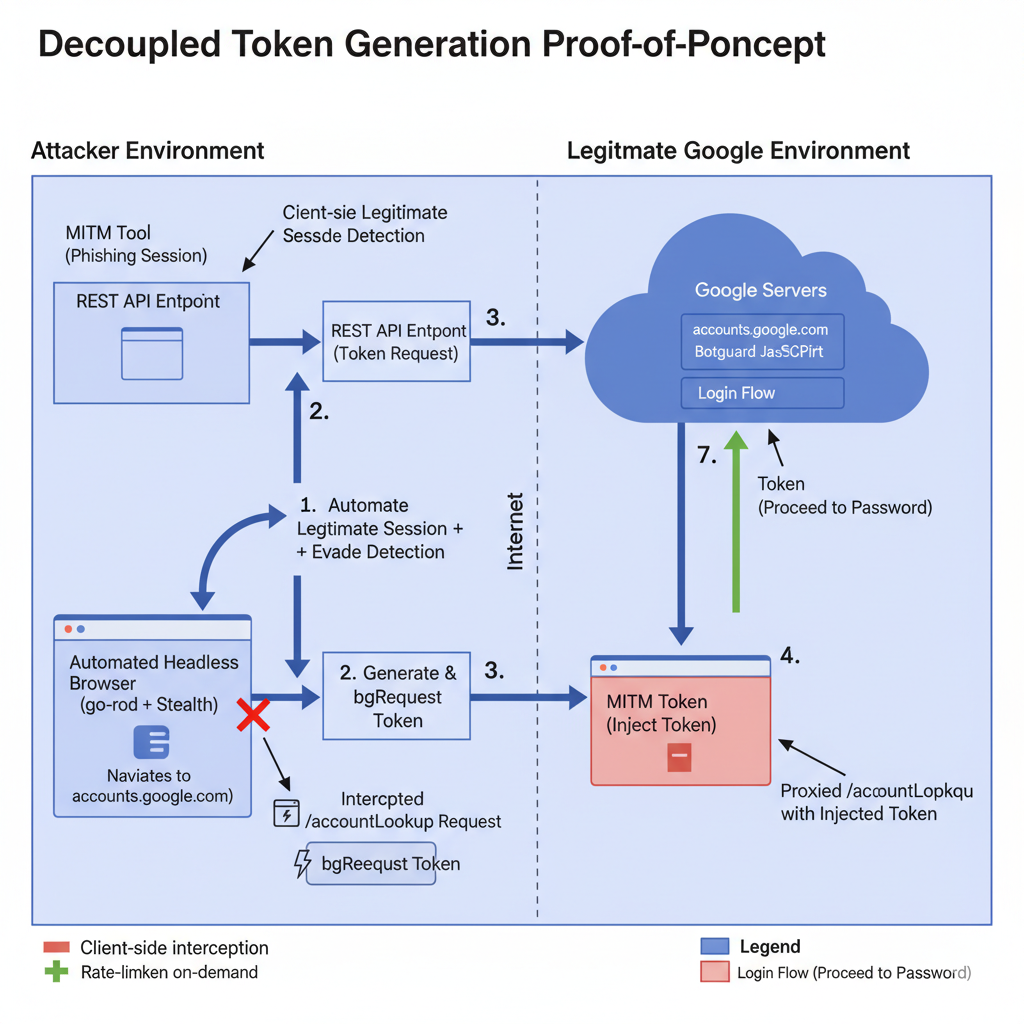 Decoupled Token Generation Proof-of-Poncept
Attacker Environment
Legitmate Google Environment
MITM Tool
(Phishing Session)
Cient-sie Legitimate
Sessde Detection
REST API Entpoint
REST API Entpont
(Token Request)
3.
Google Servers
accounts.google.com
Botguard JasSCPirt
Login Flow
2.
7.
Token
(Proceed to Password)
1. Automate
Legtimate Session +
+ Evade Detection
Internet
Automated Headless
Browser
(go-rod + Stealth)
Naviates to
accounts.google.com)
2. Generate &
bgRequest
Token
3.
4.
MITM Token
(Inject Token)
Proxied /accountLopkqu
with Injected Token
Intercpted
/accountLookup Request
bgReequst Token
Client-side interception
Rate-limken on-demand
Legend
Login Flow (Proceed to Password)